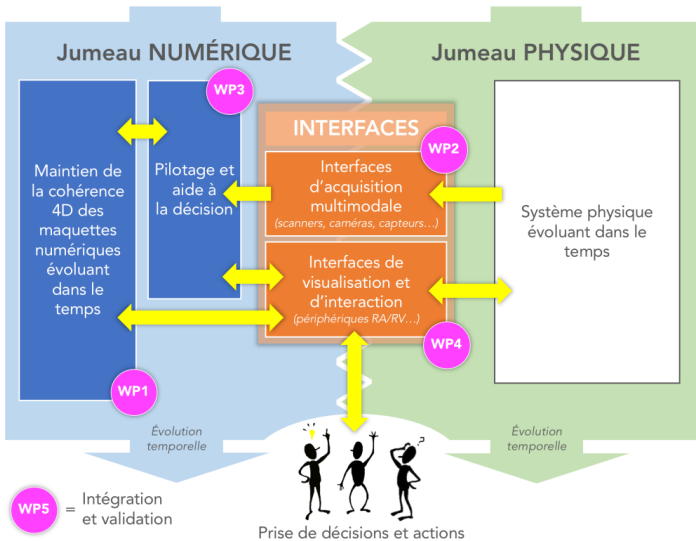 Jumeau NUMÉRIQUE
Jumeau PHYSIQUE
WP3
Maintien de
la cohérence
4D des
maquettes
numériques
évoluant
dans le
temps
WP1
Pilotage et
aide à
la décision
INTERFACES
WP2
Interfaces
d'acquisition
multimodale
(scanners, caméras, capteurs...)
Interfaces de
visualisation et
d'interaction
(périphériques RA/RV...)
WP4
Système physique
évoluant dans le
temps
Évolution
temporelle
Évolution
temporelle
?
WP5 = Intégration
et validation
Prise de décisions et actions